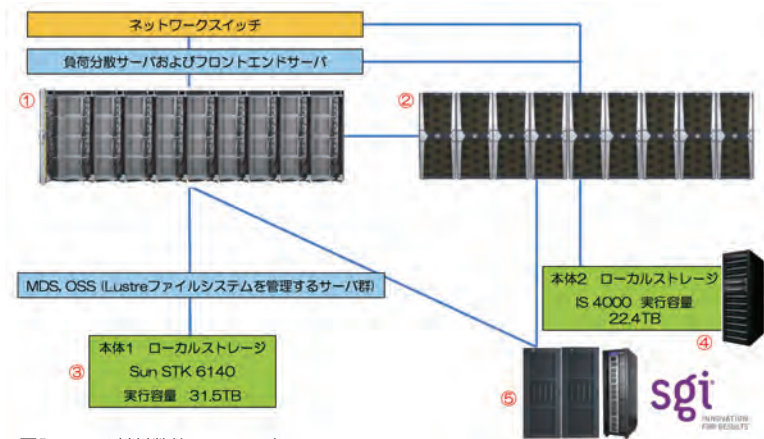 ネットワークスイッチ
負荷分散サーバおよびフロントエンドサーバ
①
②
MDS, OSS (Lustreファイルシステムを管理するサーバ群)
本体2 ローカルストレージ
IS 4000 実行容量
22.4TB
④
本体1 ローカルストレージ
③
Sun STK 6140
実行容量 31.5TB
⑤
sgi
INNOVATION
FOR RESULTS